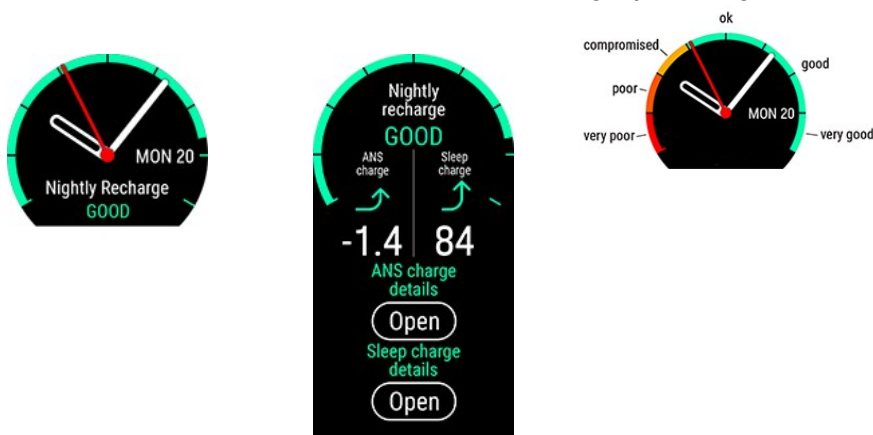 MON 20
Nightly Recharge
GOOD
Nightly
recharge
GOOD
ANS
charge
Sleep
charge
-1.4
84
ANS charge
details
Open
Sleep charge
details
Open
ok
compromised
good
poor
MON 20
very poor
very good